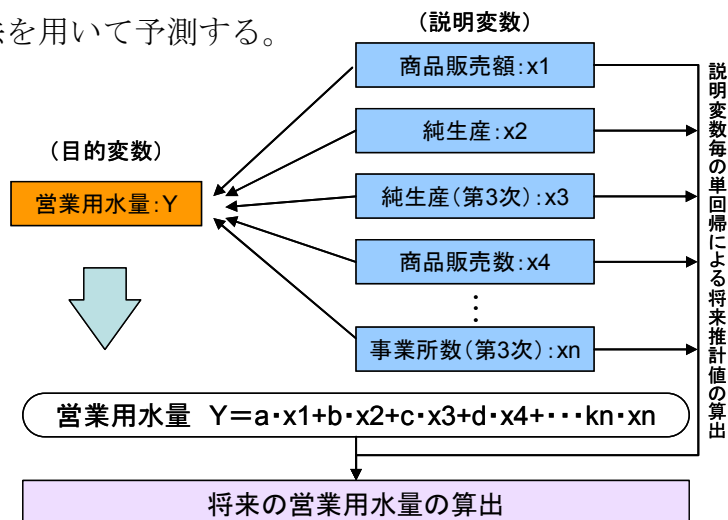 を用いて予測する。
(説明変数)
商品販売額:x1
純生産:x2
(目的変数)
営業用水量:Y
純生産(第3次):x3
商品販売数:x4
⋮
事業所数(第3次):xn
説明変数毎の単回帰による将来推計値の算出
営業用水量 Y=a・x1+b・x2+c・x3+d・x4+・・・kn・xn
将来の営業用水量の算出